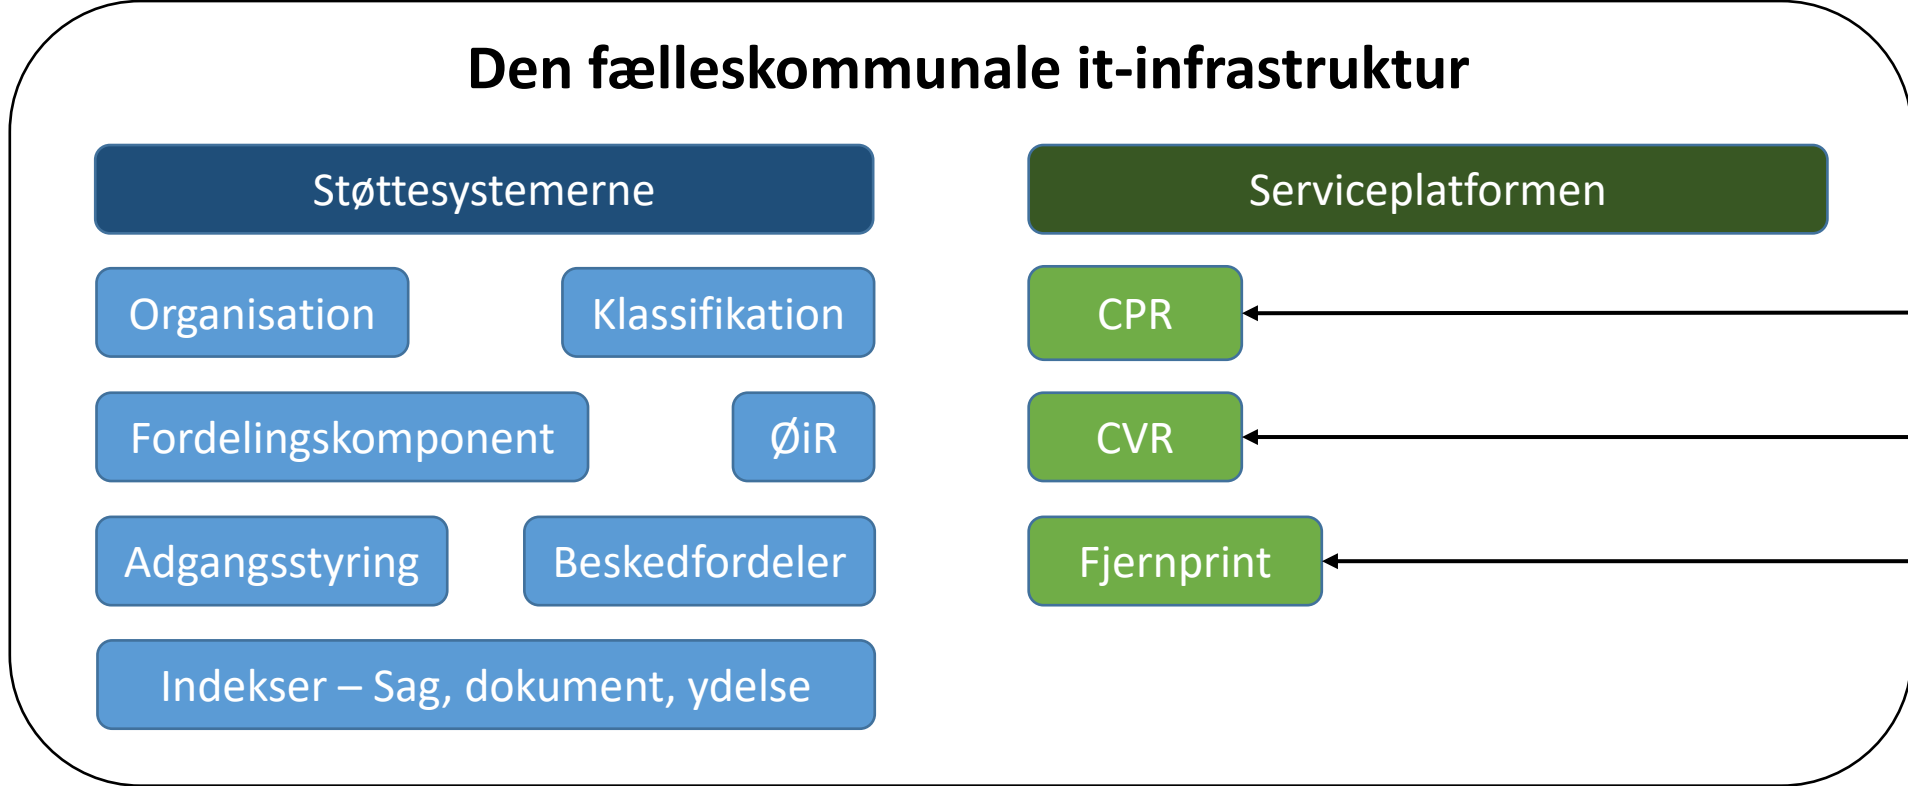 Den fælleskommunale it-infrastruktur
Støttesystemerne
Organisation
Klassifikation
Fordelingskomponent
ØiR
Adgangsstyring
Beskedfordeler
Indekser – Sag, dokument, ydelse
Serviceplatformen
CPR
CVR
Fjernprint